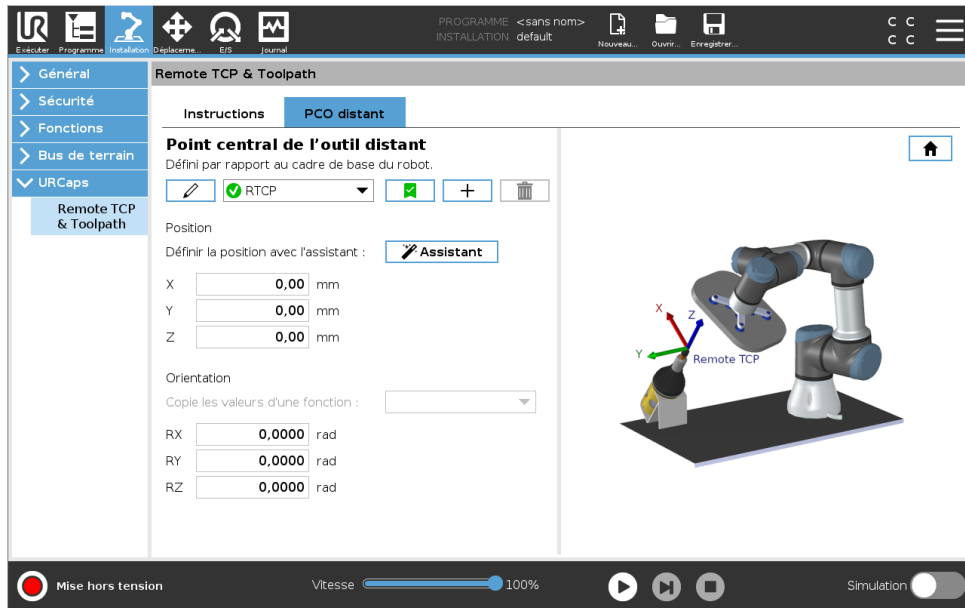 PROGRAMME <sans nom>
INSTALLATION default
UR
Exécuter Programme Installation Déplaceme... E/S Journal
Nouveau... Ouvrir... Enregistrer...
C C
C C
Général
Sécurité
Fonctions
Bus de terrain
URCaps
Remote TCP
& Toolpath
Remote TCP & Toolpath
Instructions PCO distant
Point central de l'outil distant
Défini par rapport au cadre de base du robot.
RTCP
Position
Définir la position avec l'assistant : Assistant
X 0,00 mm
Y 0,00 mm
Z 0,00 mm
Orientation
Copie les valeurs d'une fonction :
RX 0,0000 rad
RY 0,0000 rad
RZ 0,0000 rad
X
Z
Y
Remote TCP
Mise hors tension
Vitesse 100%
Simulation